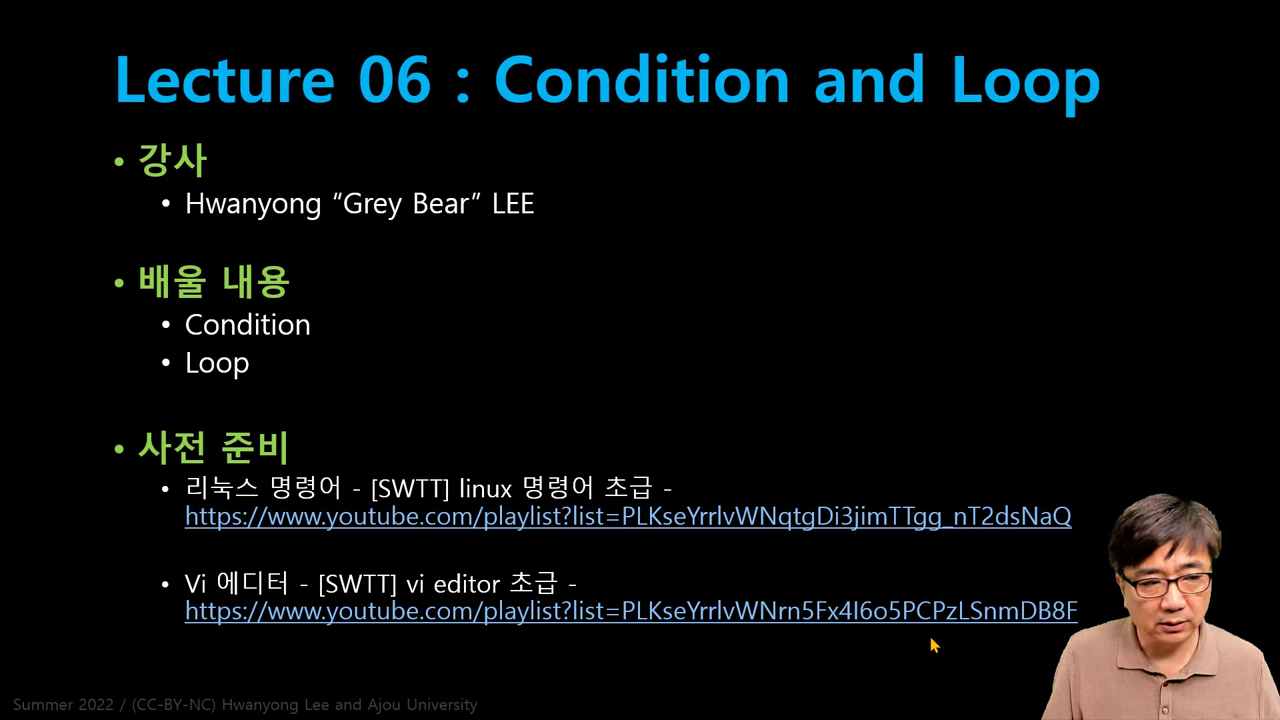 Lecture 06 : Condition and Loop
• 강사
• Hwanyong “Grey Bear” LEE
• 배울 내용
• Condition
• Loop
• 사전 준비
• 리눅스 명령어 - [SWTT] linux 명령어 초급 -
https://www.youtube.com/playlist?list=PLKseYrrlvWNqtgDi3jimTTgg_nT2dsNaQ
• Vi 에디터 - [SWTT] vi editor 초급 -
https://www.youtube.com/playlist?list=PLKseYrrlvWNrn5Fx4I6o5PCPzLSnmDB8F
Summer 2022 / (CC-BY-NC) Hwanyong Lee and Ajou University